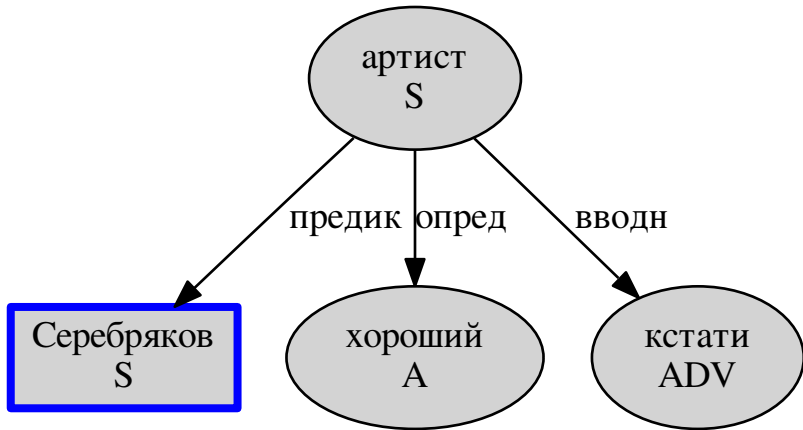 артист
S
предик опред вводн
Серебряков
S
хороший
A
кстати
ADV